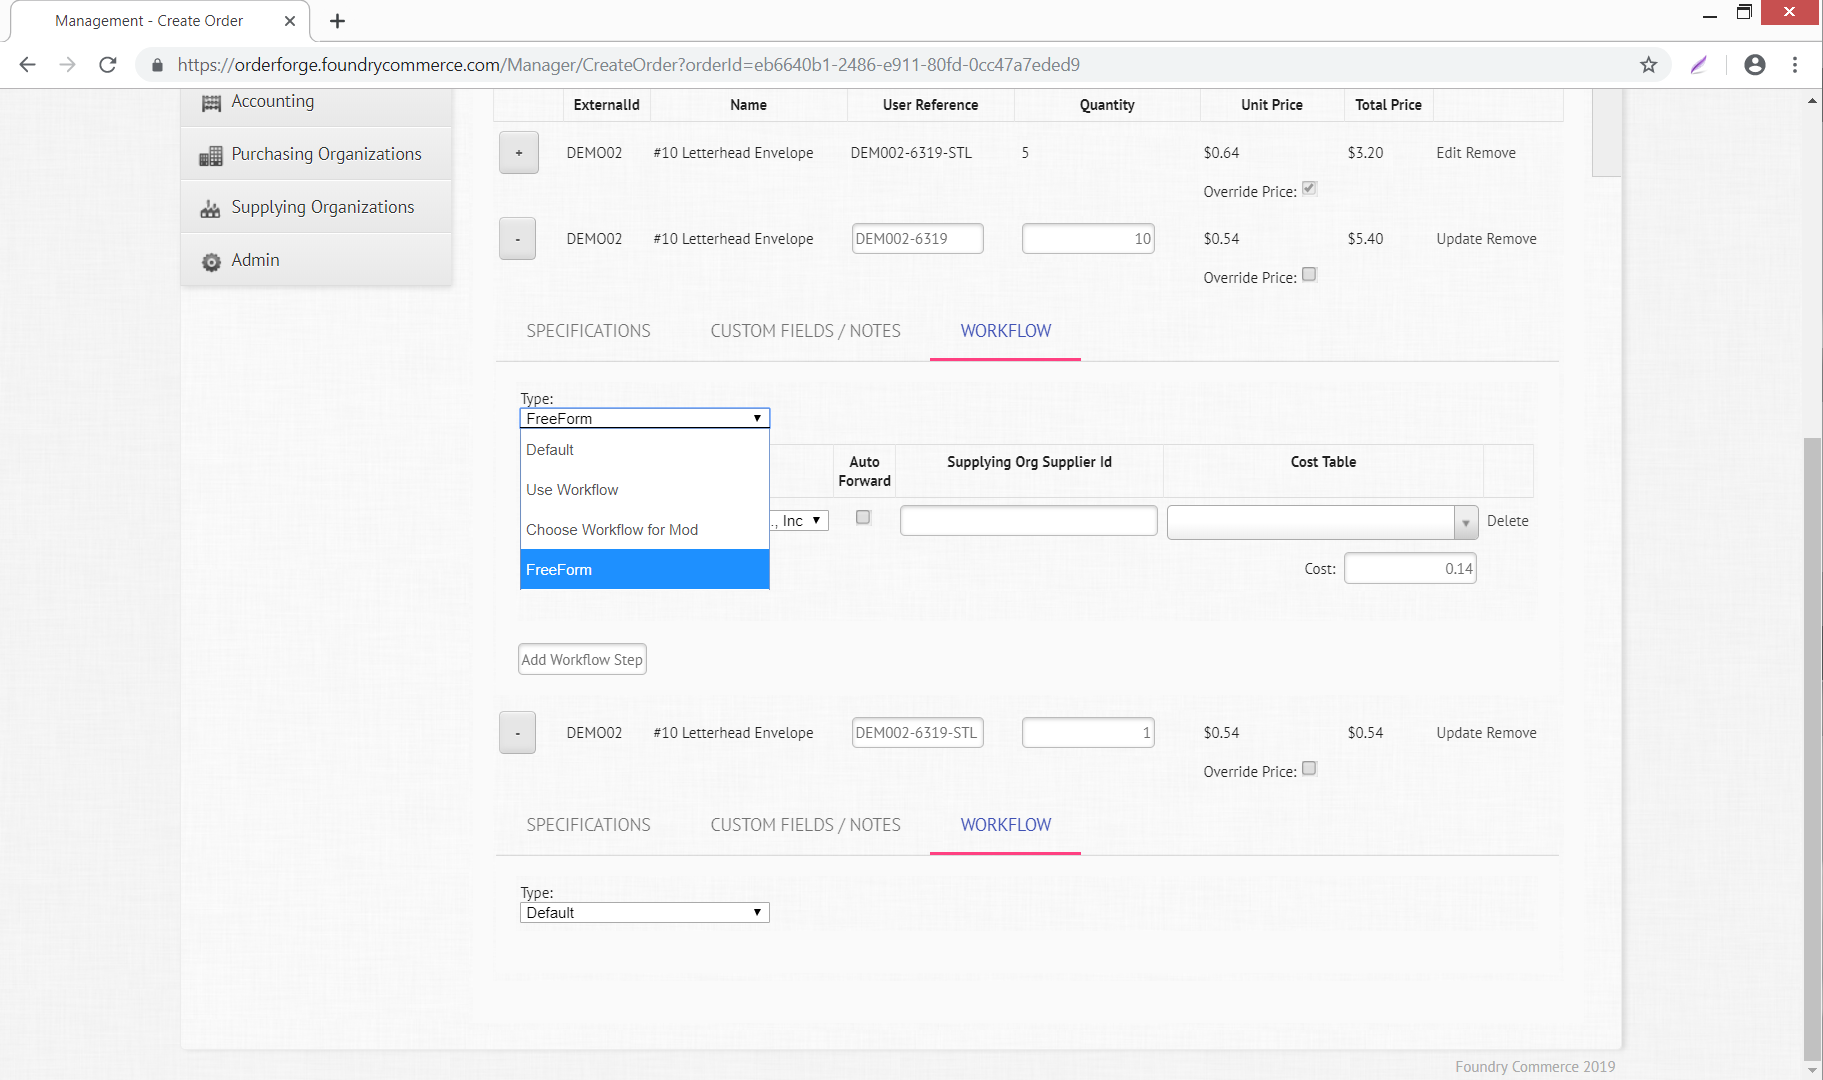 Management - Create Order
https://orderforge.foundrycommerce.com/Manager/CreateOrder?orderId=eb6640b1-2486-e911-80fd-0cc47a7eded9
Accounting
Purchasing Organizations
Supplying Organizations
Admin
ExternalId Name User Reference Quantity Unit Price Total Price
+ DEMO02 #10 Letterhead Envelope DEM002-6319-STL 5 $0.64 $3.20 Edit Remove
Override Price:
- DEMO02 #10 Letterhead Envelope DEM002-6319 10 $0.54 $5.40 Update Remove
Override Price:
SPECIFICATIONS CUSTOM FIELDS / NOTES WORKFLOW
Type:
FreeForm
Default
Use Workflow
Choose Workflow for Mod
FreeForm
Auto Forward Supplying Org Supplier Id Cost Table
., Inc Delete
Cost: 0.14
Add Workflow Step
- DEMO02 #10 Letterhead Envelope DEM002-6319-STL 1 $0.54 $0.54 Update Remove
Override Price:
SPECIFICATIONS CUSTOM FIELDS / NOTES WORKFLOW
Type:
Default
Foundry Commerce 2019